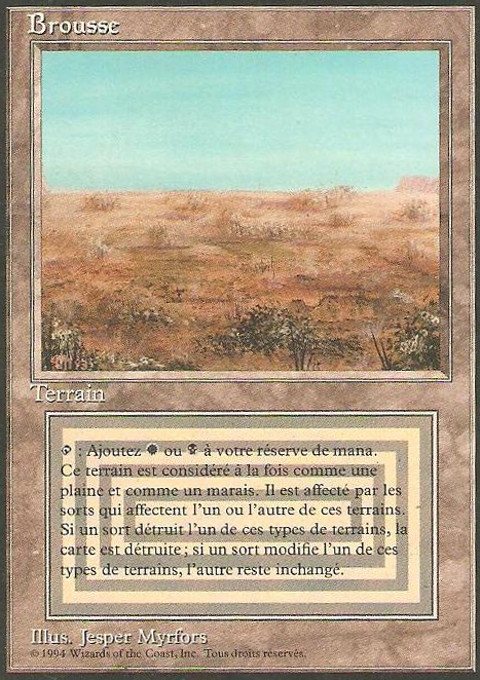 Brousse
Terrain
: Ajoutez ou à votre réserve de mana.
Ce terrain est considéré à la fois comme une
plaine et comme un marais. Il est affecté par les
sorts qui affectent l'un ou l'autre de ces terrains.
Si un sort détruit l'un de ces types de terrains, la
carte est détruite ; si un sort modifie l'un de ces
types de terrains, l'autre reste inchangé.
Illus. Jesper Myrfors
© 1994 Wizards of the Coast, Inc. Tous droits réservés.